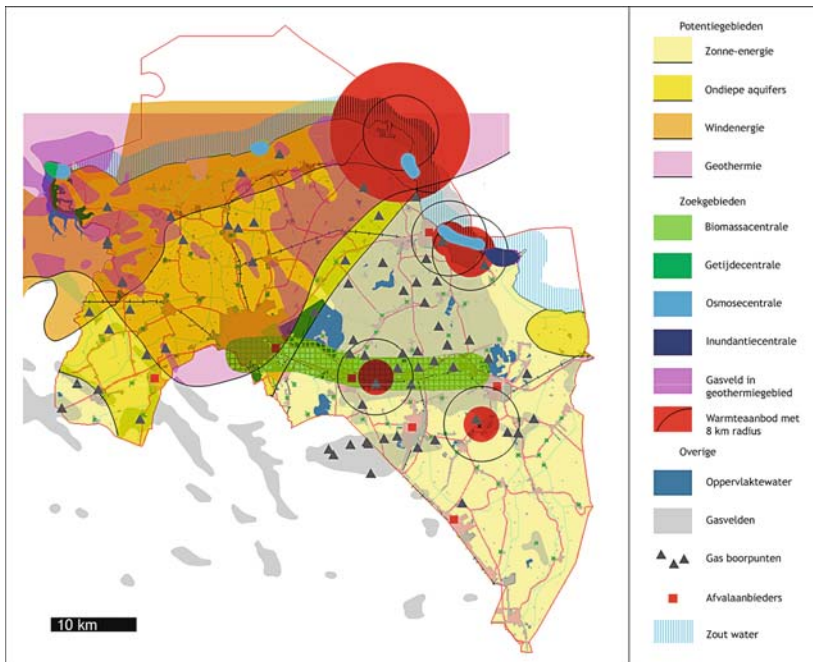 Potentiegebieden
Zonne-energie
Ondiepe aquifers
Windenergie
Geothermie
Zoekgebieden
Biomassacentrale
Getijdecentrale
Osmosecentrale
Inundantiecentrale
Gasveld in
geothermiegebied
Warmteaanbod met
8 km radius
Overige
Oppervlaktewater
Gasvelden
Gas boorpunten
Afvalaanbieders
Zout water
10 km